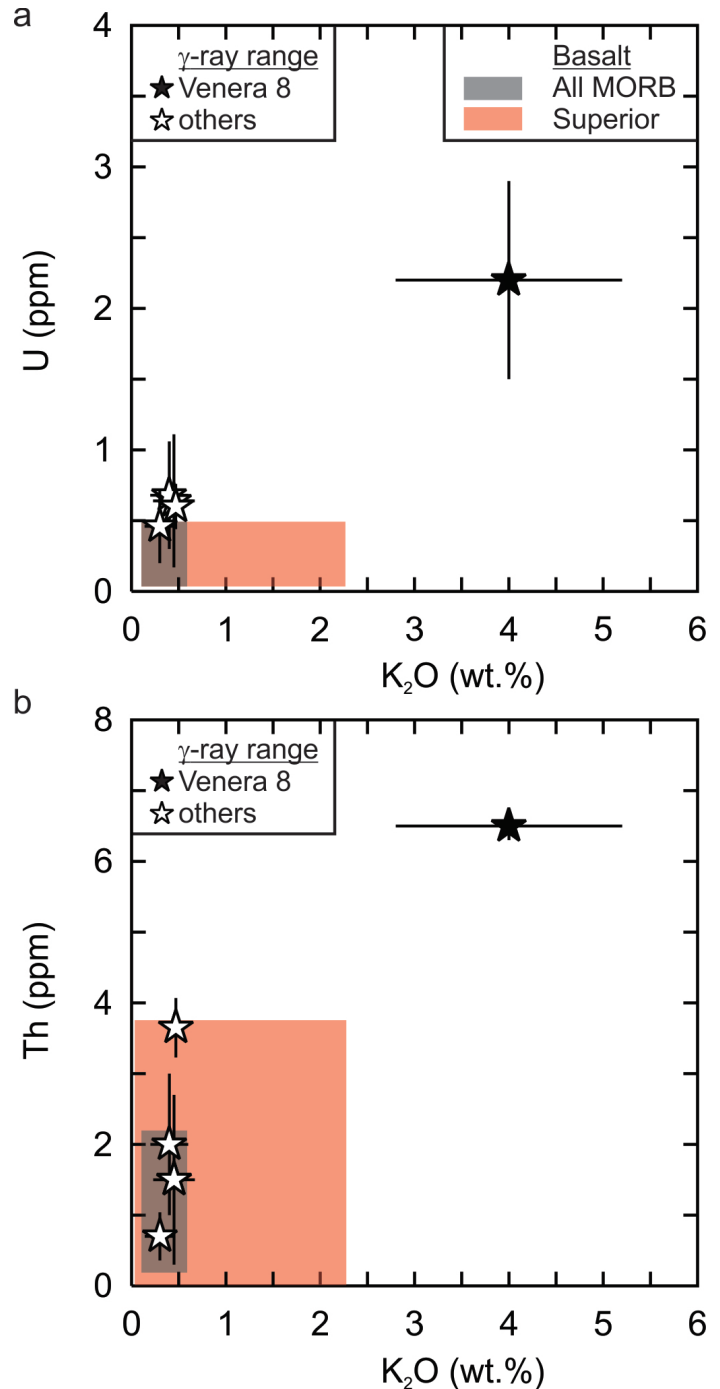 a
γ-ray range
Venera 8
others
Basalt
All MORB
Superior
4
3
2
1
0
U (ppm)
0 1 2 3 4 5 6
K₂O (wt.%)
b
γ-ray range
Venera 8
others
8
6
4
2
0
Th (ppm)
0 1 2 3 4 5 6
K₂O (wt.%)